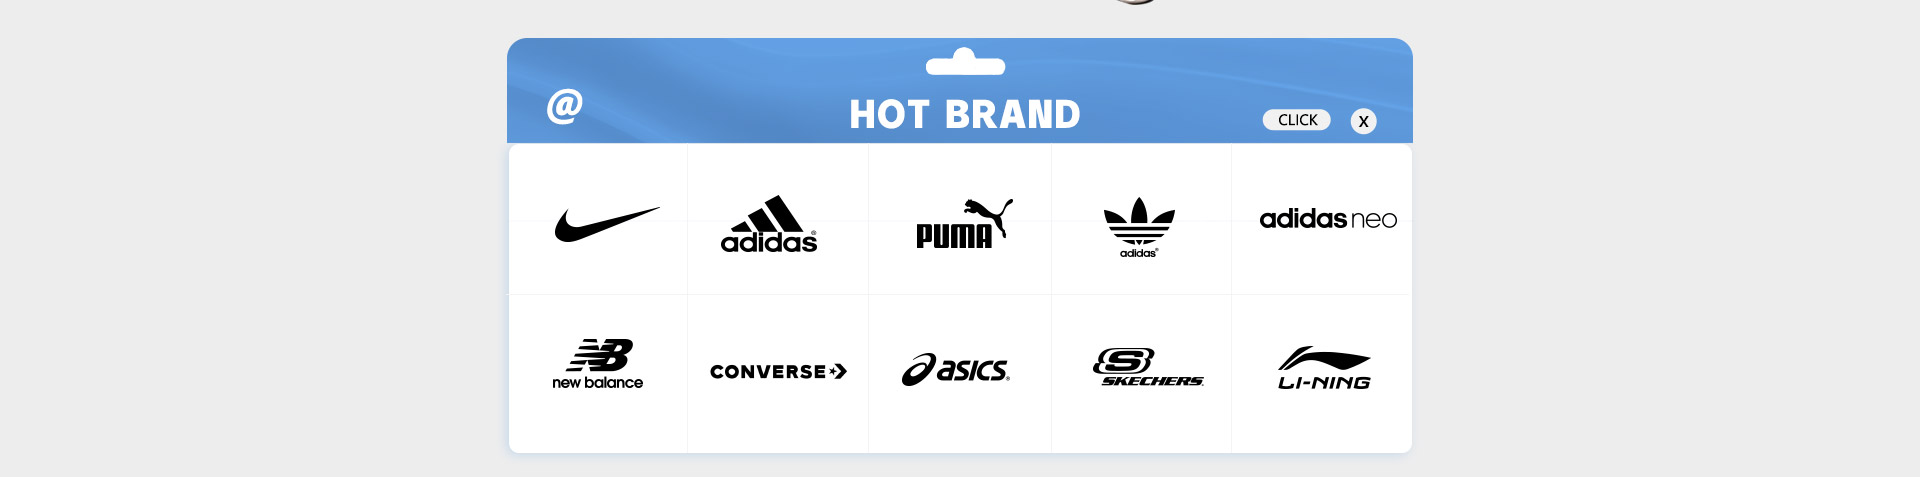 @
HOT BRAND
CLICK X
adidas®
PUMA
adidas®
adidas neo
new balance
CONVERSE
asics®
SKECHERS
LI-NING